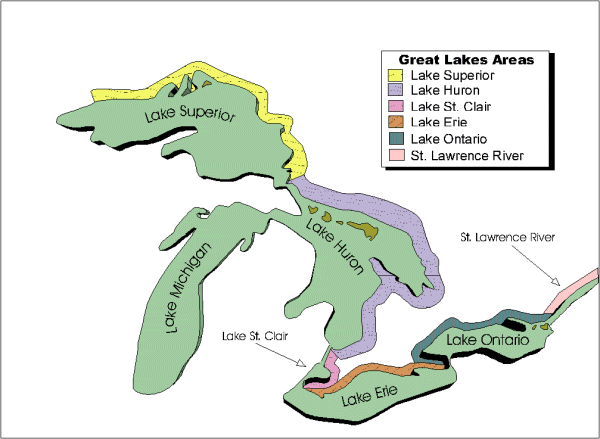 Great Lakes Areas
Lake Superior
Lake Huron
Lake St. Clair
Lake Erie
Lake Ontario
St. Lawrence River
Lake Superior
Lake Michigan
Lake Huron
St. Lawrence River
Lake St. Clair
Lake Ontario
Lake Erie